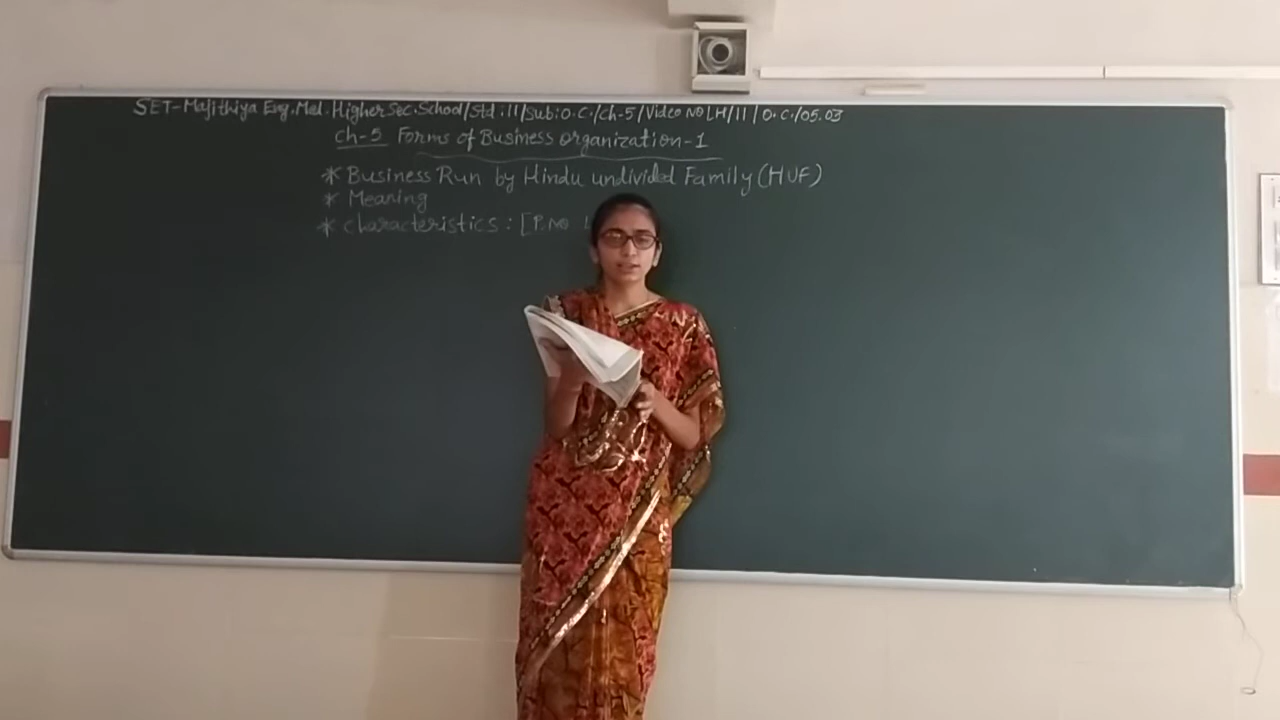 SET-Majithiya Eng. Med. Higher Sec. School/Std:11/Sub:O.C./Ch-5/Video No LH/11/O.C./05.03
Ch-5 Forms of Business organization-1
* Business Run by Hindu undivided Family (HUF)
* Meaning
* Characteristics : [P. No